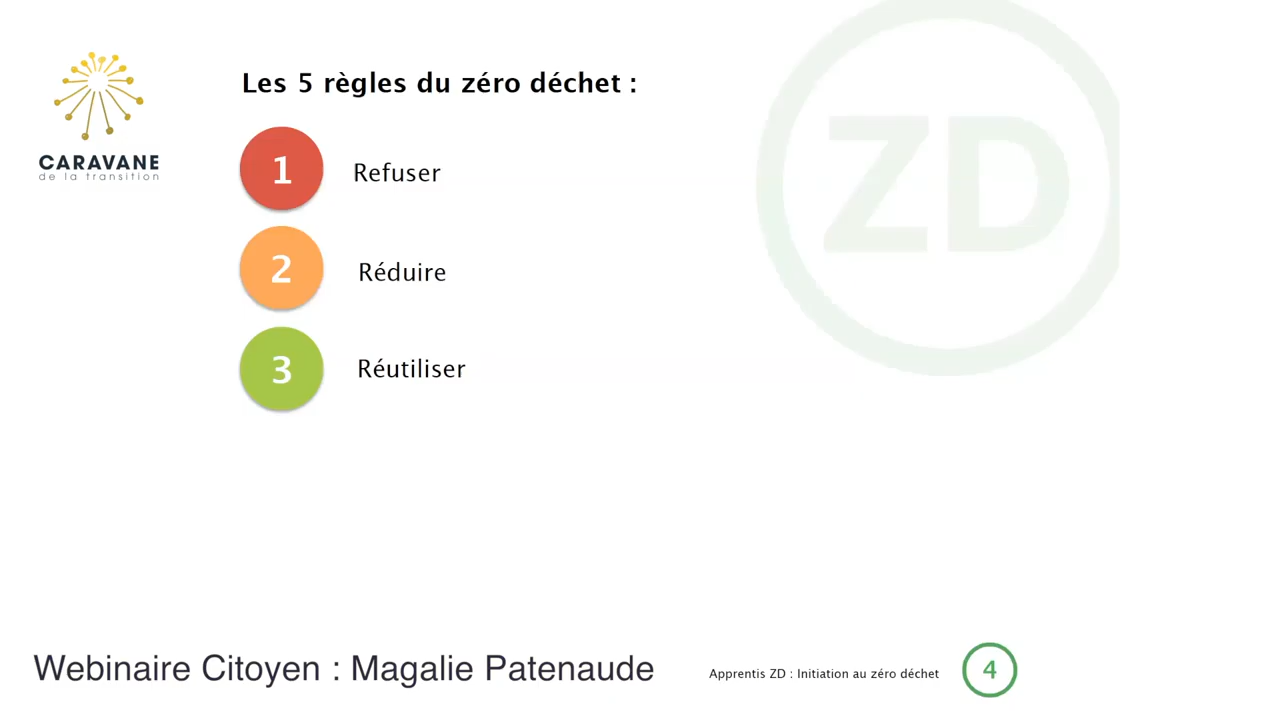 CARAVANE
de la transition
Les 5 règles du zéro déchet :
1 Refuser
2 Réduire
3 Réutiliser
ZD
Webinaire Citoyen : Magalie Patenaude
Apprentis ZD : Initiation au zéro déchet
4